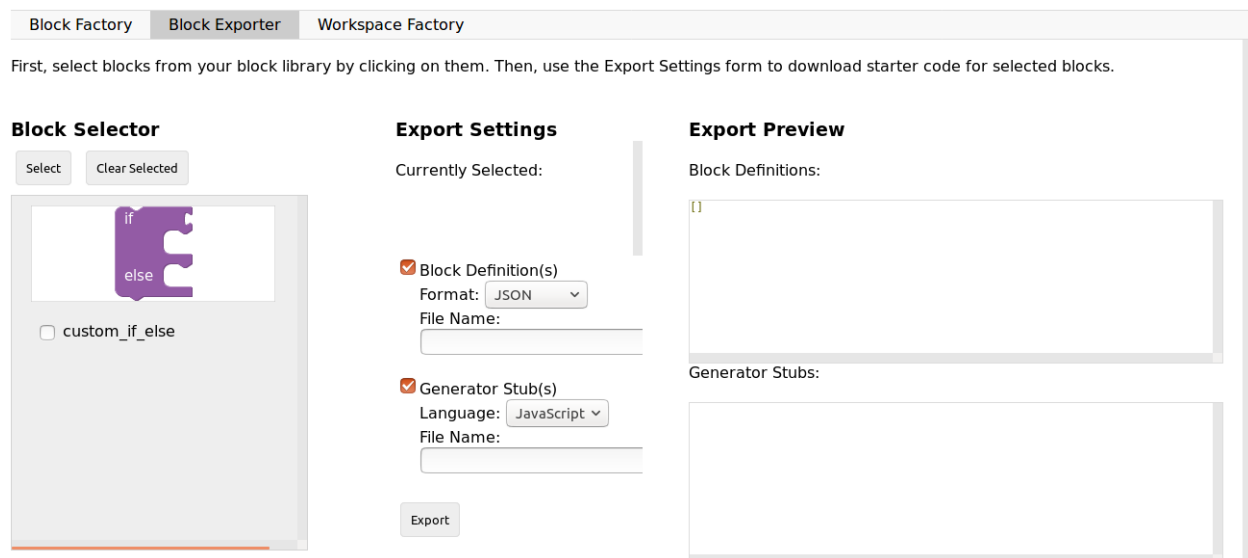 Block Factory
Block Exporter
Workspace Factory
First, select blocks from your block library by clicking on them. Then, use the Export Settings form to download starter code for selected blocks.
Block Selector
Select
Clear Selected
if
else
custom_if_else
Export Settings
Currently Selected:
Block Definition(s)
Format: JSON
File Name:
Generator Stub(s)
Language: JavaScript
File Name:
Export
Export Preview
Block Definitions:
[]
Generator Stubs: